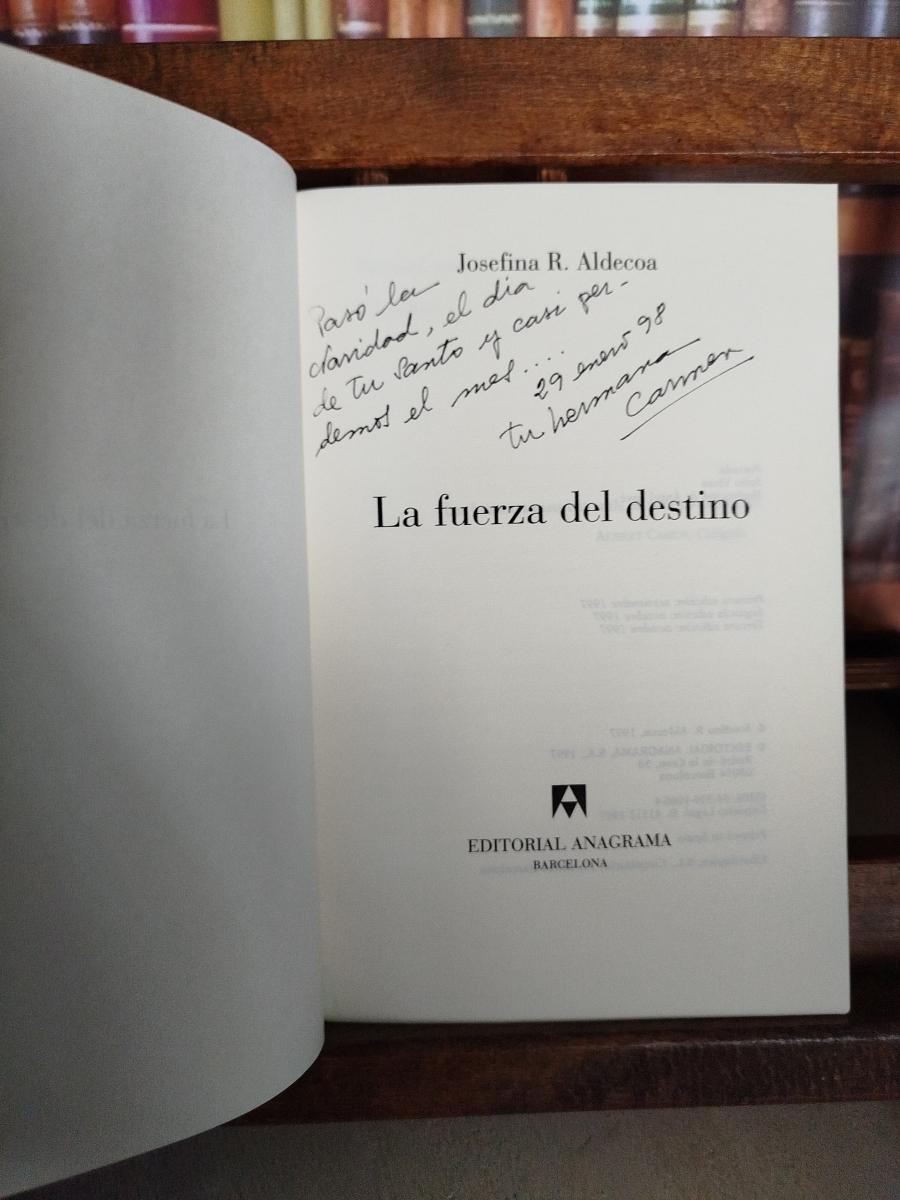 Josefina R. Aldecoa
Pasó la
Navidad, el día
de tu Santo y casi per-
demos el mes....
29 enero 98
tu hermana
Carmen
La fuerza del destino
EDITORIAL ANAGRAMA
BARCELONA